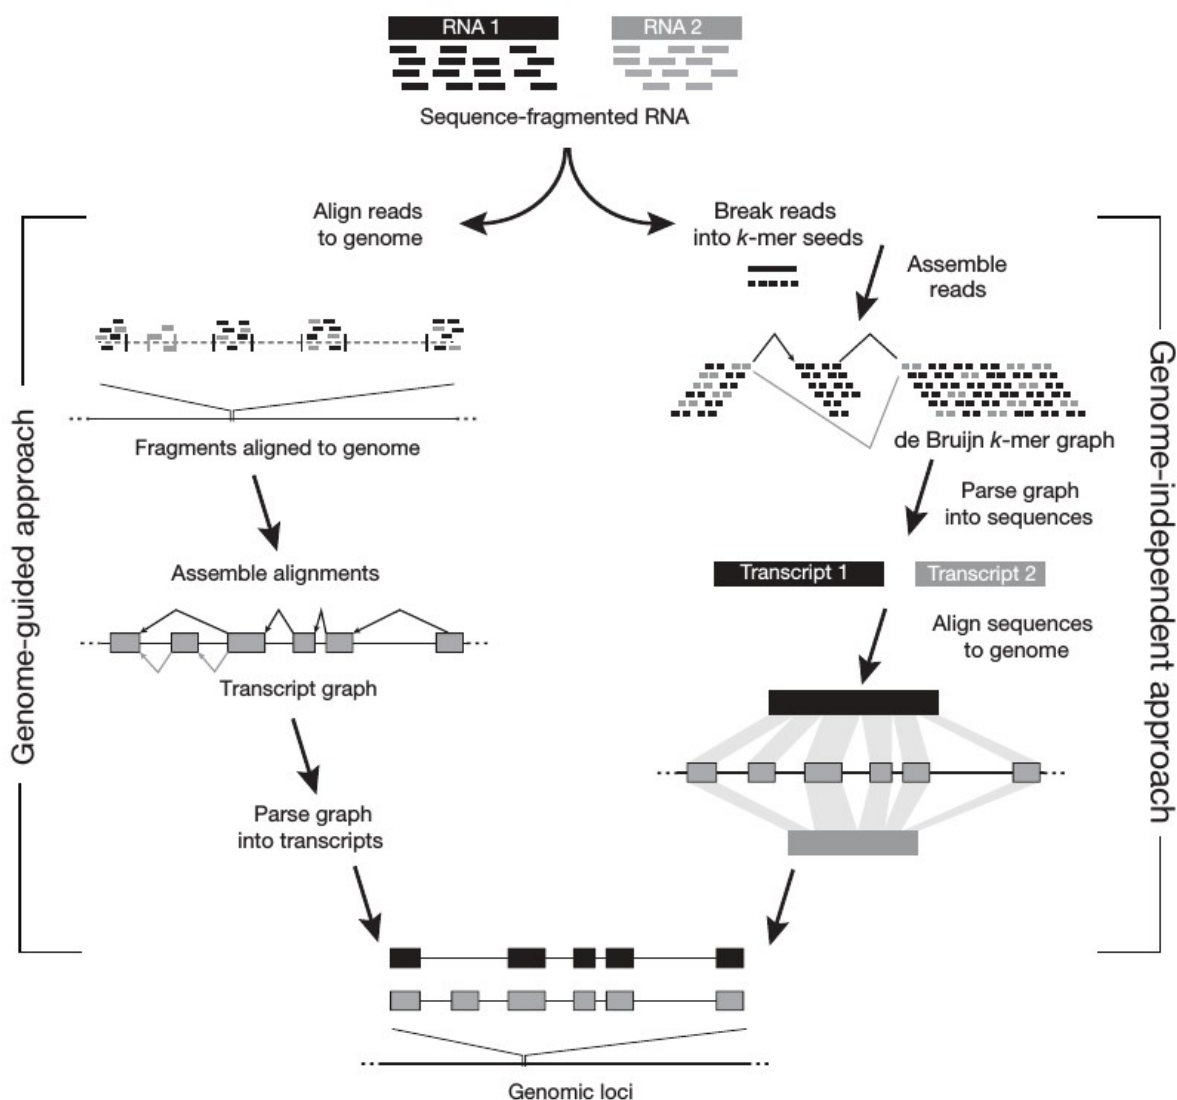 RNA 1
RNA 2
Sequence-fragmented RNA
Align reads
to genome
Break reads
into k-mer seeds
Assemble
reads
Fragments aligned to genome
de Bruijn k-mer graph
Parse graph
into sequences
Assemble alignments
Transcript 1
Transcript 2
Align sequences
to genome
Transcript graph
Parse graph
into transcripts
Genomic loci
Genome-guided approach
Genome-independent approach